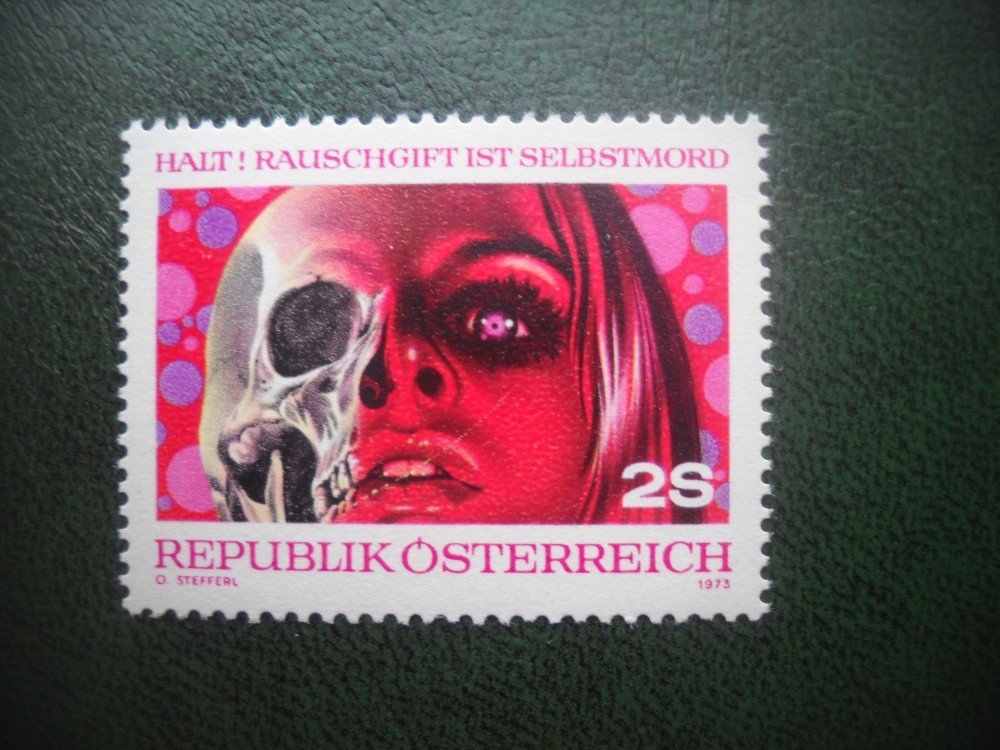 HALT! RAUSCHGIFT IST SELBSTMORD
2S
REPUBLIK ÖSTERREICH
O. STEFFERL 1973